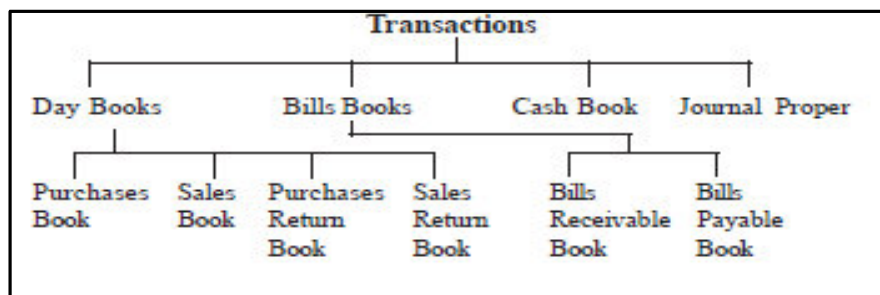 Transactions
Day Books Bills Books Cash Book Journal Proper
Purchases Book
Sales Book
Purchases Return Book
Sales Return Book
Bills Receivable Book
Bills Payable Book